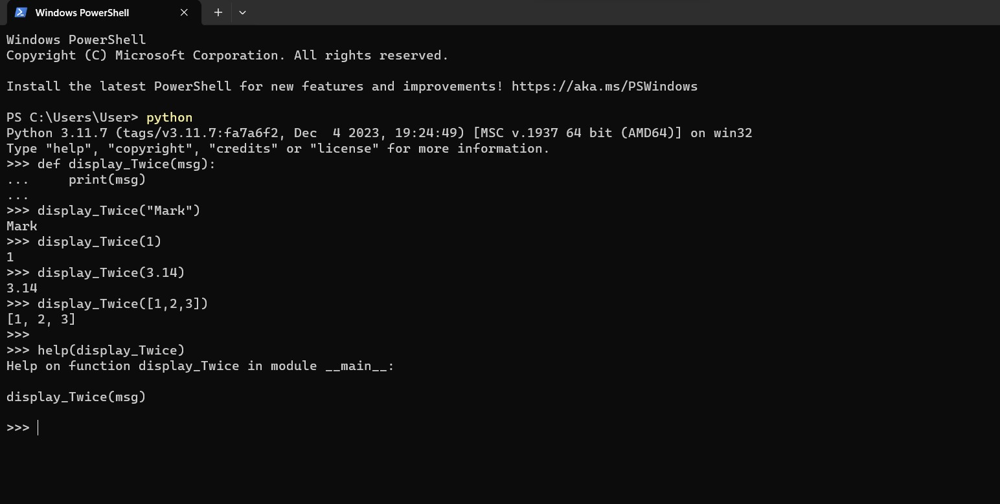 Windows PowerShell
Windows PowerShell
Copyright (C) Microsoft Corporation. All rights reserved.
Install the latest PowerShell for new features and improvements! https://aka.ms/PSWindows
PS C:\Users\User> python
Python 3.11.7 (tags/v3.11.7:fa7a6f2, Dec  4 2023, 19:24:49) [MSC v.1937 64 bit (AMD64)] on win32
Type "help", "copyright", "credits" or "license" for more information.
>>> def display_Twice(msg):
...     print(msg)
...
>>> display_Twice("Mark")
Mark
>>> display_Twice(1)
1
>>> display_Twice(3.14)
3.14
>>> display_Twice([1,2,3])
[1, 2, 3]
>>>
>>> help(display_Twice)
Help on function display_Twice in module __main__:
display_Twice(msg)
>>>